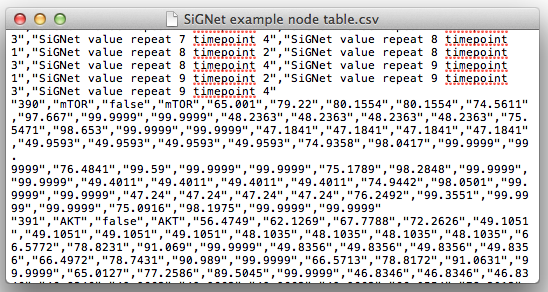 SiGNet example node table.csv
3","SiGNet value repeat 7 timepoint 4","SiGNet value repeat 8 timepoint
1","SiGNet value repeat 8 timepoint 2","SiGNet value repeat 8 timepoint
3","SiGNet value repeat 8 timepoint 4","SiGNet value repeat 9 timepoint
1","SiGNet value repeat 9 timepoint 2","SiGNet value repeat 9 timepoint
3","SiGNet value repeat 9 timepoint 4"
"390","mTOR","false","mTOR","65.001","79.22","80.1554","80.1554","74.5611"
,"97.667","99.9999","99.9999","48.2363","48.2363","48.2363","48.2363","75.
5471","98.653","99.9999","99.9999","47.1841","47.1841","47.1841","47.1841"
,"49.9593","49.9593","49.9593","49.9593","74.9358","98.0417","99.9999","99
.
9999","76.4841","99.59","99.9999","99.9999","75.1789","98.2848","99.9999",
"99.9999","49.4011","49.4011","49.4011","49.4011","74.9442","98.0501","99.
9999","99.9999","47.24","47.24","47.24","47.24","76.2492","99.3551","99.99
99","99.9999","75.0916","98.1975","99.9999","99.9999"
"391","AKT","false","AKT","56.4749","62.1269","67.7788","72.2626","49.1051
","49.1051","49.1051","49.1051","48.1035","48.1035","48.1035","48.1035","6
6.5772","78.8231","91.069","99.9999","49.8356","49.8356","49.8356","49.835
6","66.4972","78.7431","90.989","99.9999","66.5713","78.8172","91.0631","9
9.9999","65.0127","77.2586","89.5045","99.9999","46.8346","46.8346","46.83